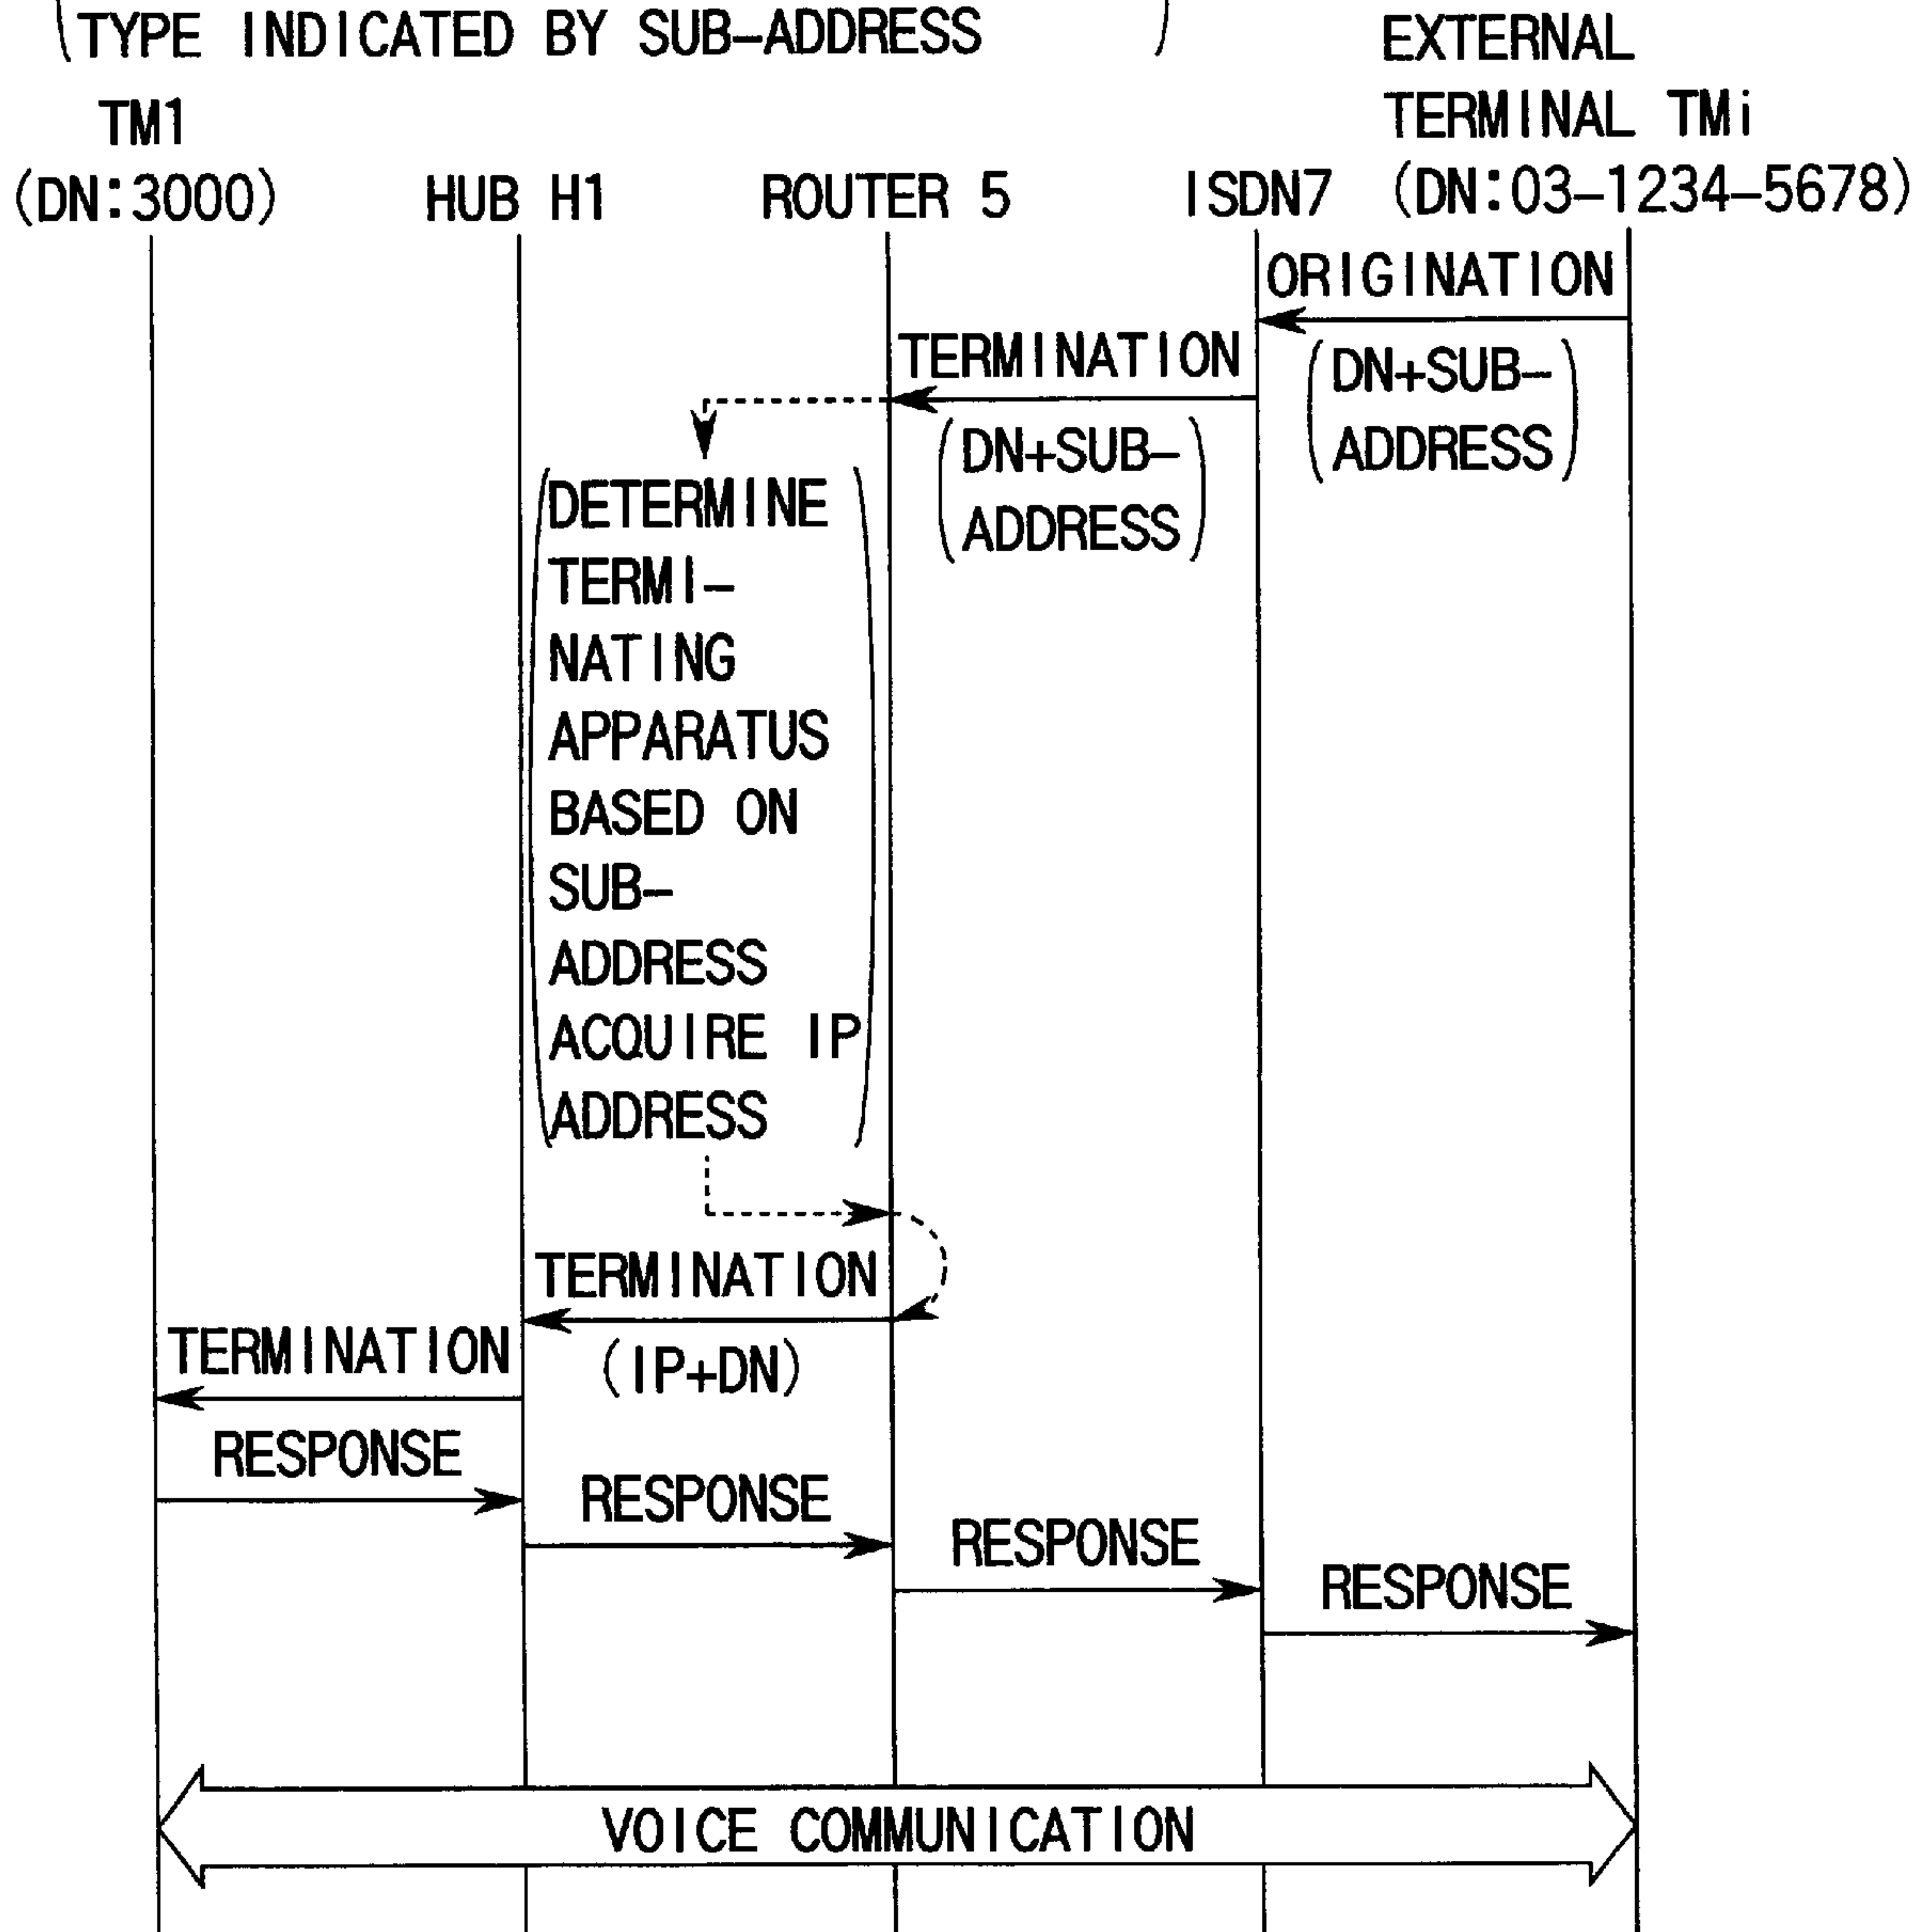 (TYPE INDICATED BY SUB-ADDRESS )
EXTERNAL
TERMINAL TMi
(DN:03-1234-5678)
TM1
(DN:3000)
HUB H1
ROUTER 5
ISDN7
ORIGINATION
(DN+SUB-
ADDRESS)
TERMINATION
(DN+SUB-
ADDRESS)
(DETERMINE
TERMI-
NATING
APPARATUS
BASED ON
SUB-
ADDRESS
ACQUIRE IP
ADDRESS)
TERMINATION
(IP+DN)
TERMINATION
RESPONSE
RESPONSE
RESPONSE
RESPONSE
VOICE COMMUNICATION